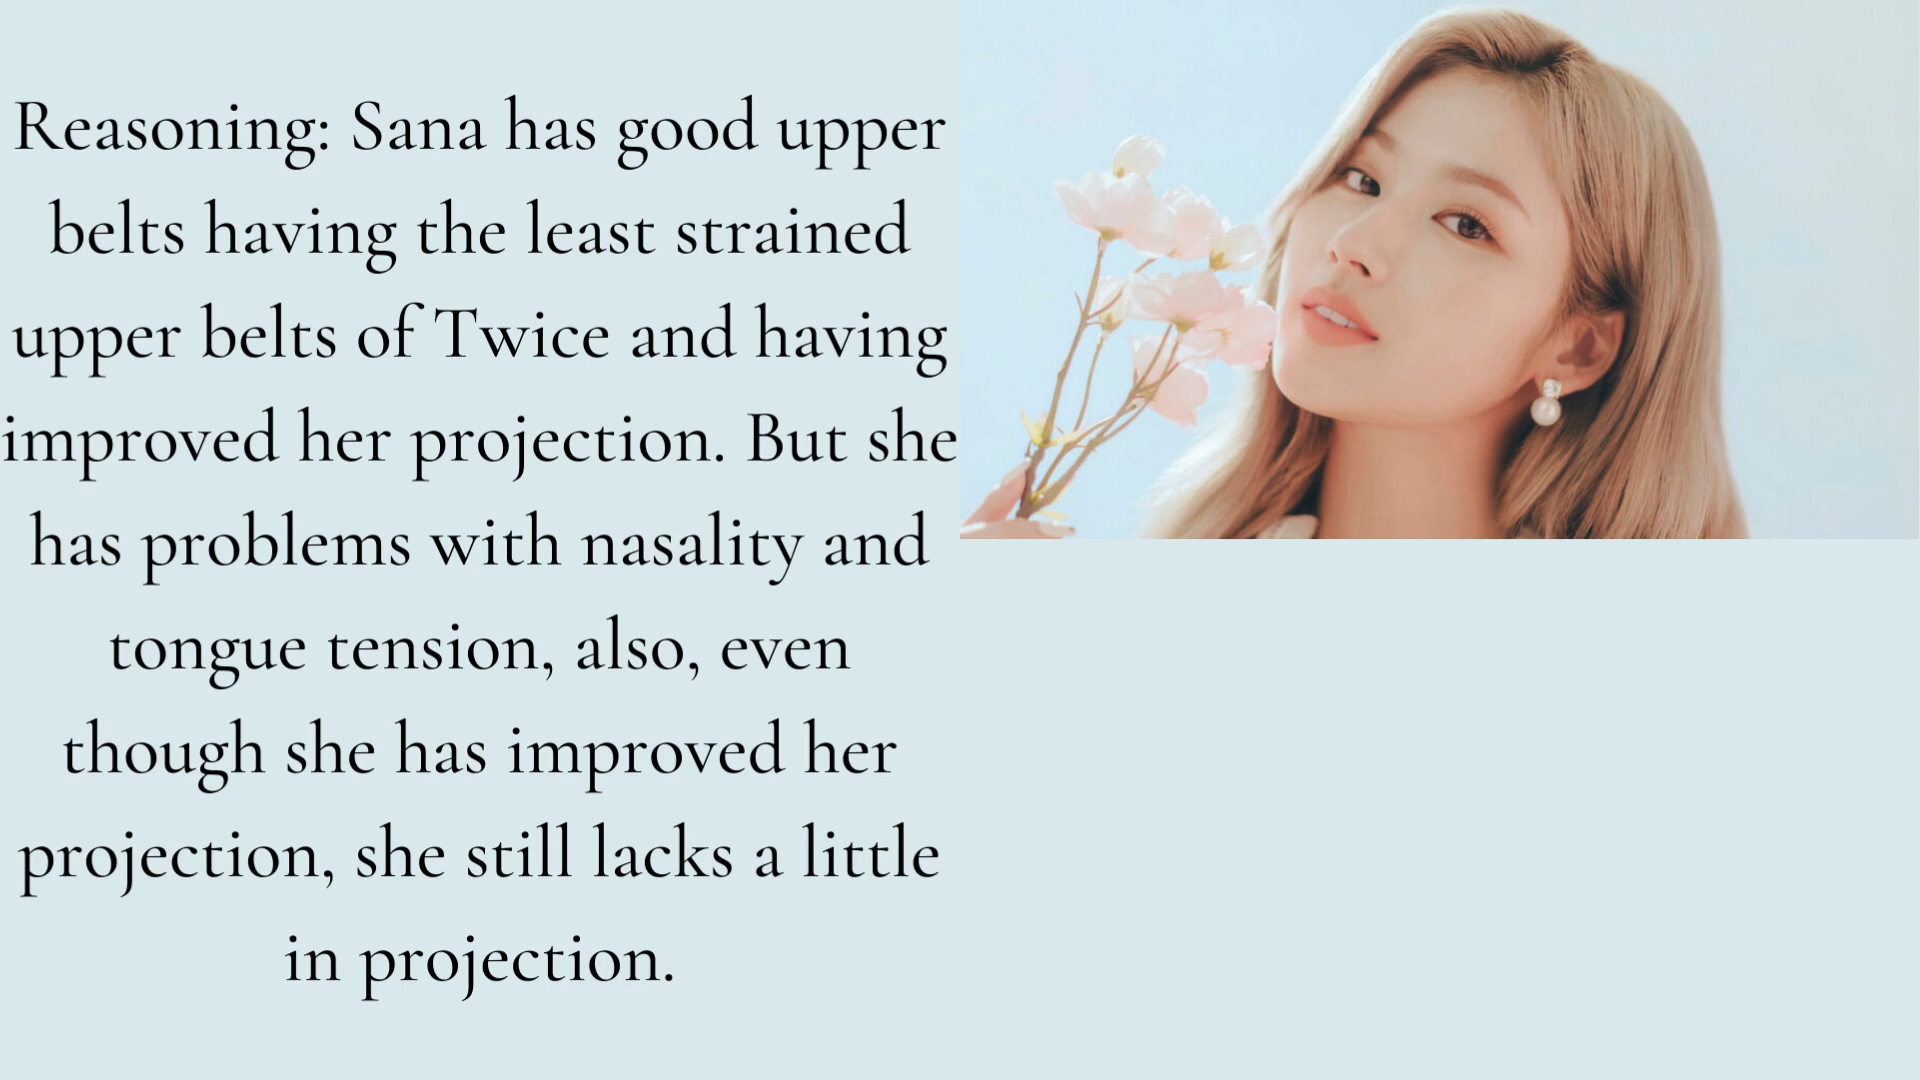 Reasoning: Sana has good upper
belts having the least strained
upper belts of Twice and having
improved her projection. But she
has problems with nasality and
tongue tension, also, even
though she has improved her
projection, she still lacks a little
in projection.